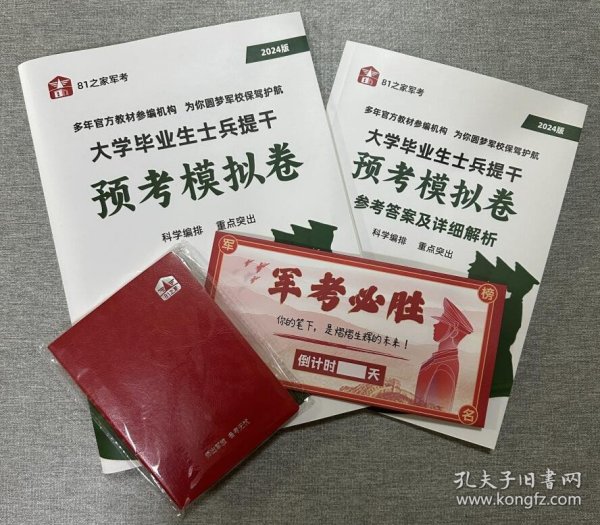 81之家军考
2024版
多年官方教材参编机构 为你圆梦军校保驾护航
大学毕业生士兵提干
预考模拟卷
科学编排 重点突出
81之家军考
2024版
多年官方教材参编机构 为你圆梦军校保驾护航
大学毕业生士兵提干
预考模拟卷
参考答案及详细解析
科学编排 重点突出
军
榜
军考必胜
你的笔下，是熠熠生辉的未来！
倒计时 天
名
81之家
孔夫子旧书网
www.kongfz.com